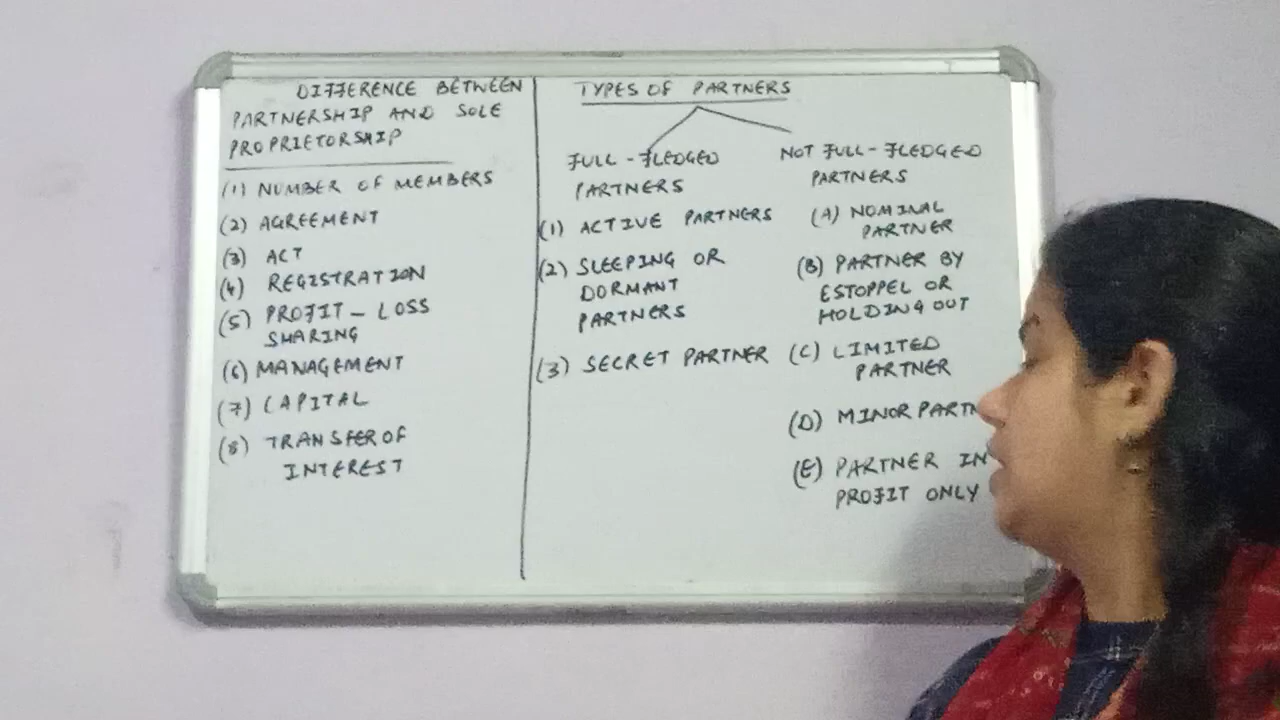 DIFFERENCE BETWEEN
PARTNERSHIP AND SOLE
PROPRIETORSHIP
(1) NUMBER OF MEMBERS
(2) AGREEMENT
(3) ACT
(4) REGISTRATION
(5) PROFIT - LOSS
SHARING
(6) MANAGEMENT
(7) CAPITAL
(8) TRANSFER OF
INTEREST
TYPES OF PARTNERS
FULL - FLEDGED
PARTNERS
(1) ACTIVE PARTNERS
(2) SLEEPING OR
DORMANT
PARTNERS
(3) SECRET PARTNER
NOT FULL - FLEDGED
PARTNERS
(A) NOMINAL
PARTNER
(B) PARTNER BY
ESTOPPEL OR
HOLDING OUT
(C) LIMITED
PARTNER
(D) MINOR PARTN
(E) PARTNER IN
PROFIT ONLY